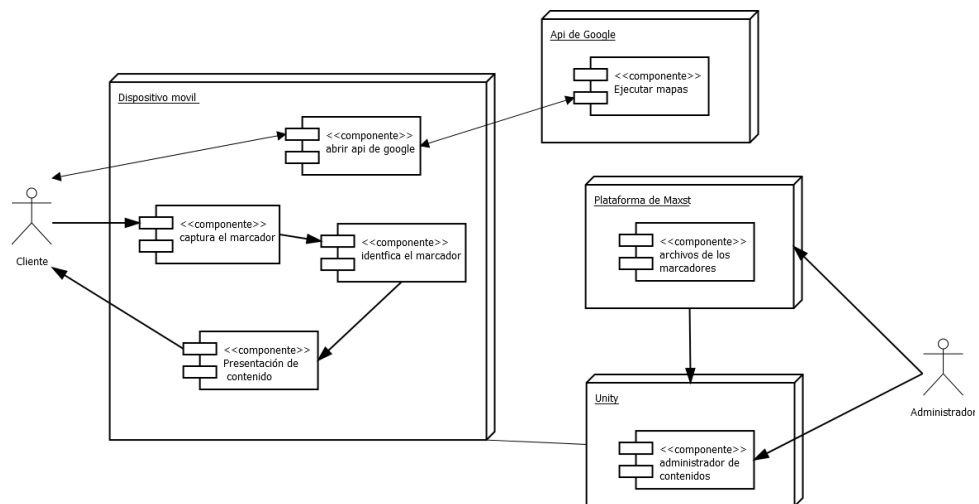 Api de Google
<<componente>>
Ejecutar mapas
Dispositivo movil
<<componente>>
abrir api de google
Cliente
<<componente>>
captura el marcador
<<componente>>
identfica el marcador
<<componente>>
Presentación de
contenido
Plataforma de Maxst
<<componente>>
archivos de los
marcadores
Unity
<<componente>>
administrador de
contenidos
Administrador